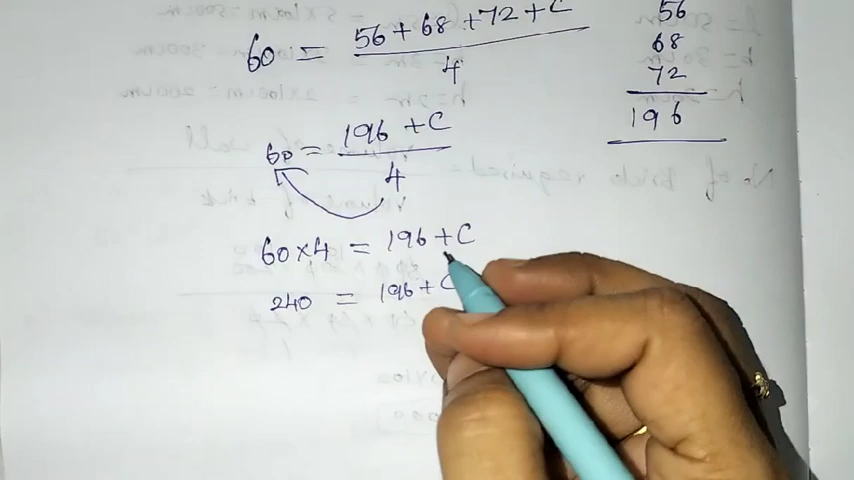 60 = 56 + 68 + 72 + C / 4
56
68
72
196
60 = 196 + C / 4
60 × 4 = 196 + C
240 = 196 + C